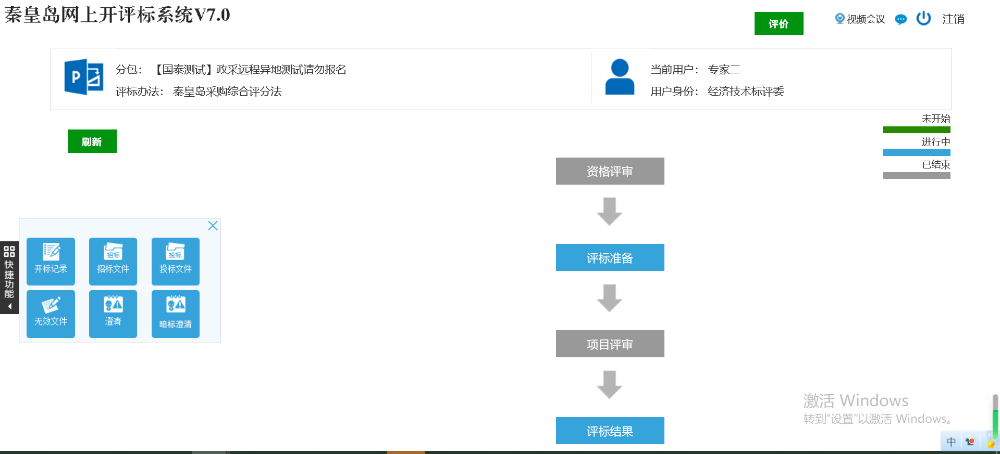 秦皇岛网上开评标系统V7.0
评价
视频会议
注销
分包： 【国泰测试】政采远程异地测试请勿报名
评标办法： 秦皇岛采购综合评分法
当前用户： 专家二
用户身份： 经济技术标评委
未开始
进行中
已结束
刷新
资格评审
评标准备
项目评审
评标结果
快捷功能
开标记录
招标
招标文件
投标
投标文件
无效文件
澄清
暗标澄清
P
激活 Windows
转到“设置”以激活 Windows。
中